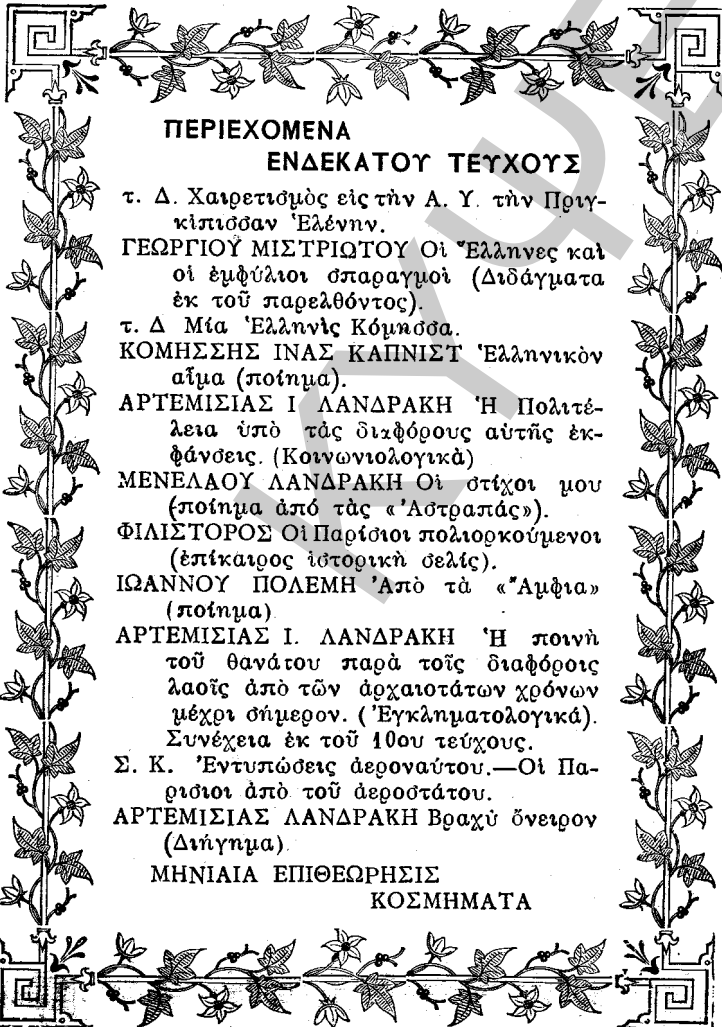 ΠΕΡΙΕΧΟΜΕΝΑ
ΕΝΔΕΚΑΤΟΥ ΤΕΥΧΟΥΣ
τ. Δ. Χαιρετισμὸς εἰς τὴν Α. Υ. τὴν Πριγ-
κίπισσαν Ἑλένην.
ΓΕΩΡΓΙΟΥ ΜΙΣΤΡΙΩΤΟΥ Οἱ Ἕλληνες καὶ
οἱ ἐμφύλιοι σπαραγμοὶ (Διδάγματα
ἐκ τοῦ παρελθόντος).
τ. Δ Μία Ἑλληνὶς Κόμησσα.
ΚΟΜΗΣΣΗΣ ΙΝΑΣ ΚΑΠΝΙΣΤ Ἑλληνικὸν
αἷμα (ποίημα).
ΑΡΤΕΜΙΣΙΑΣ Ι ΛΑΝΔΡΑΚΗ Ἡ Πολιτέ-
λεια ὑπὸ τὰς διαφόρους αὐτῆς ἐκ-
φάνσεις. (Κοινωνιολογικὰ)
ΜΕΝΕΛΑΟΥ ΛΑΝΔΡΑΚΗ Οἱ στίχοι μου
(ποίημα ἀπό τὰς «Ἀστραπάς»).
ΦΙΛΙΣΤΟΡΟΣ Οἱ Παρίσιοι πολιορκούμενοι
(ἐπίκαιρος ἱστορικὴ σελίς).
ΙΩΑΝΝΟΥ ΠΟΛΕΜΗ Ἀπὸ τὰ «Ἄμφια»
(ποίημα)
ΑΡΤΕΜΙΣΙΑΣ Ι. ΛΑΝΔΡΑΚΗ Ἡ ποινὴ
τοῦ θανάτου παρὰ τοῖς διαφόροις
λαοῖς ἀπὸ τῶν ἀρχαιοτάτων χρόνων
μέχρι σήμερον. (Ἐγκληματολογικά).
Συνέχεια ἐκ τοῦ 10ου τεύχους.
Σ. Κ. Ἐντυπώσεις ἀεροναύτου.—Οἱ Πα-
ρισιοι ἀπὸ τοῦ ἀεροστάτου.
ΑΡΤΕΜΙΣΙΑΣ ΛΑΝΔΡΑΚΗ Βραχὺ ὄνειρον
(Διήγημα)
ΜΗΝΙΑΙΑ ΕΠΙΘΕΩΡΗΣΙΣ
ΚΟΣΜΗΜΑΤΑ